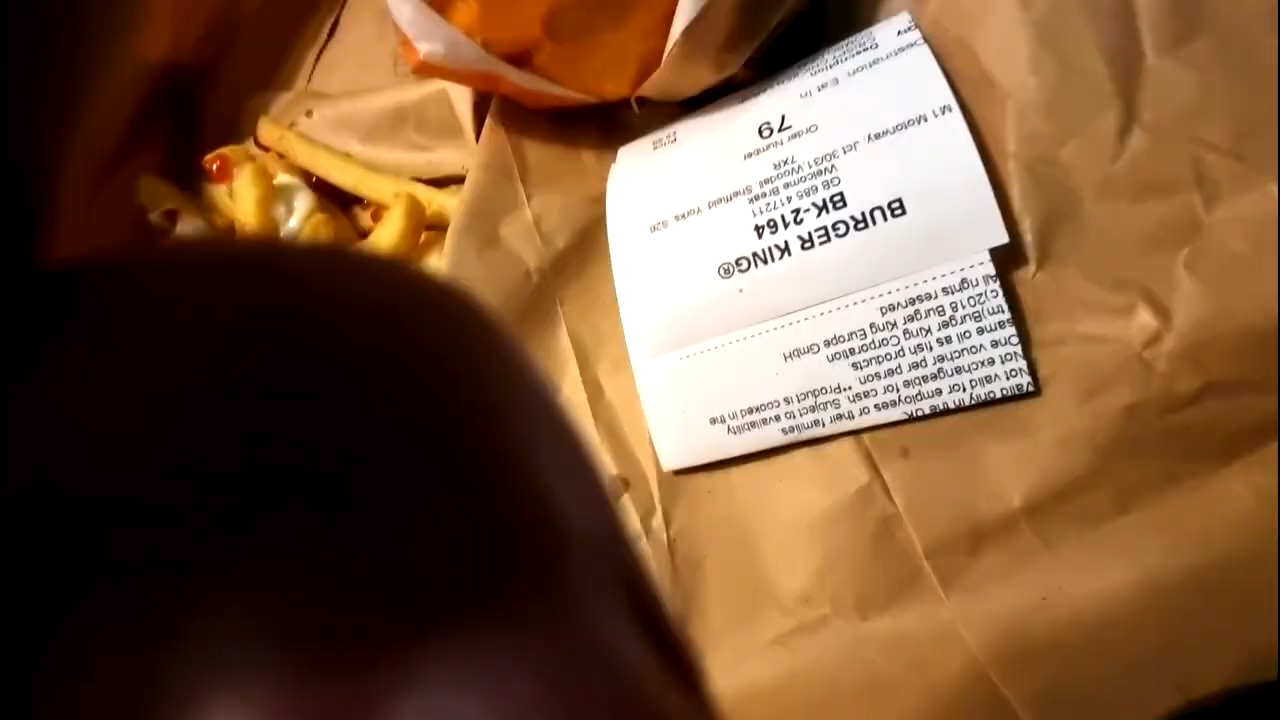 BURGER KING®
BK-2164
GB 685 417211
Welcome Break
M1 Motorway, Jct 30/31, Woodall Sheffield Yorks S26
7XR
Order Number
79
Destination Eat In
Description
Price
All rights reserved
(c)2018 Burger King Europe GmbH
(tm)Burger King Corporation
same oil as fish products
One voucher per person. **Product is cooked in the
Not exchangeable for cash. Subject to availability.
Not valid for employees or their families.
Valid only in the UK.